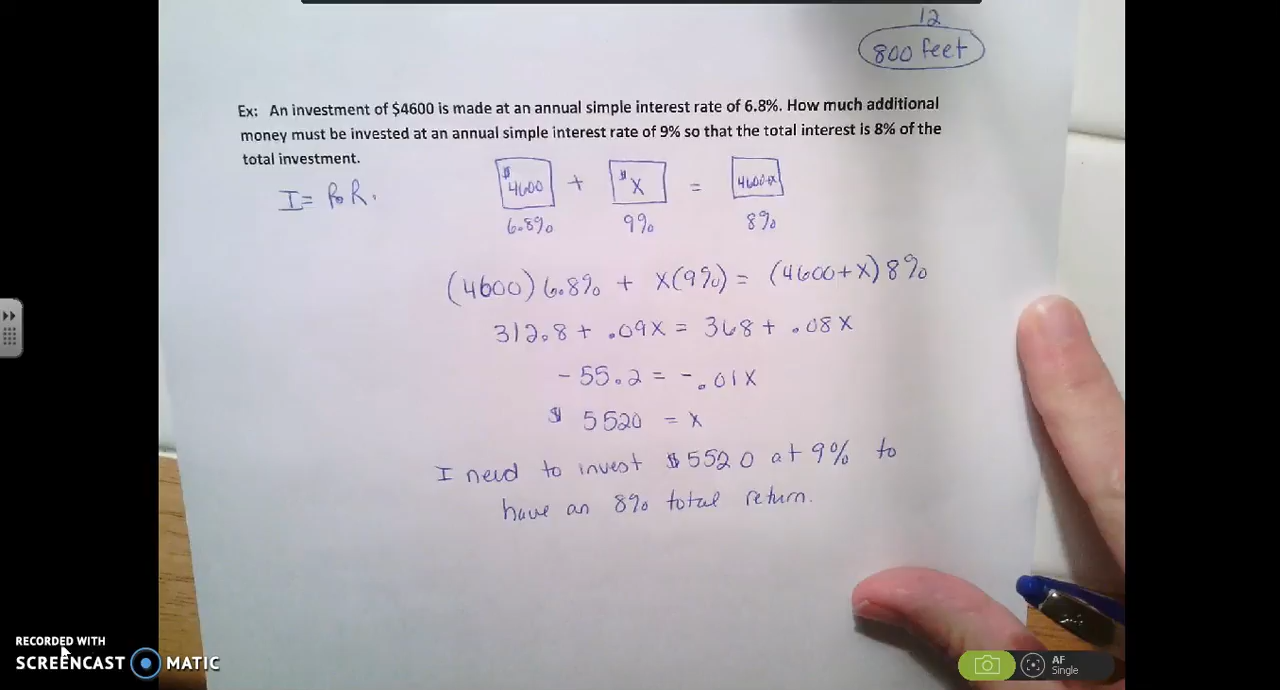 12
800 feet
Ex: An investment of $4600 is made at an annual simple interest rate of 6.8%. How much additional
money must be invested at an annual simple interest rate of 9% so that the total interest is 8% of the
total investment.
I = P·R.
$4600 + $x = 4600+x
6.8% 9% 8%
(4600)6.8% + x(9%) = (4600+x)8%
312.8 + .09x = 368 + .08x
-55.2 = -.01x
$ 5520 = x
I need to invest $5520 at 9% to
have an 8% total return.
RECORDED WITH
SCREENCAST MATIC
AF
Single